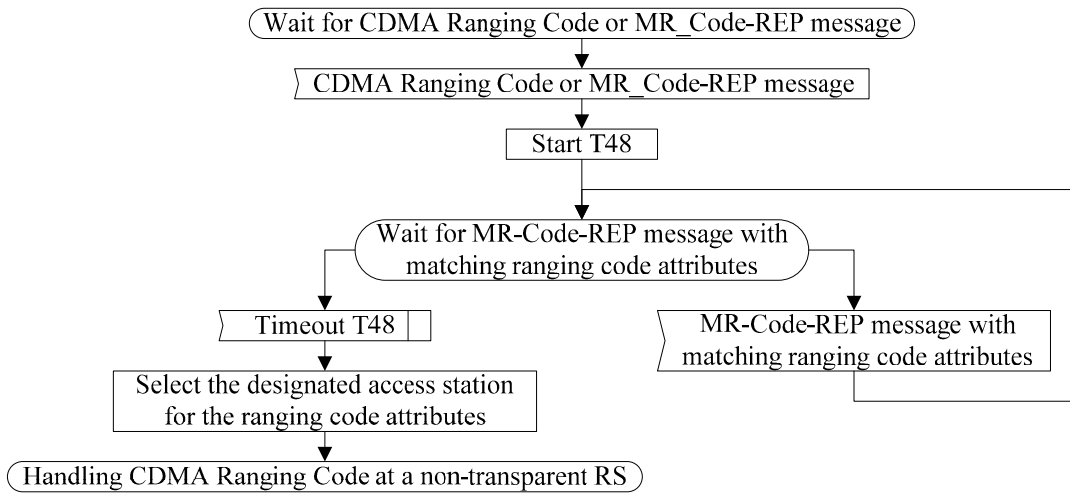 Wait for CDMA Ranging Code or MR_Code-REP message
CDMA Ranging Code or MR_Code-REP message
Start T48
Wait for MR-Code-REP message with
matching ranging code attributes
Timeout T48
MR-Code-REP message with
matching ranging code attributes
Select the designated access station
for the ranging code attributes
Handling CDMA Ranging Code at a non-transparent RS